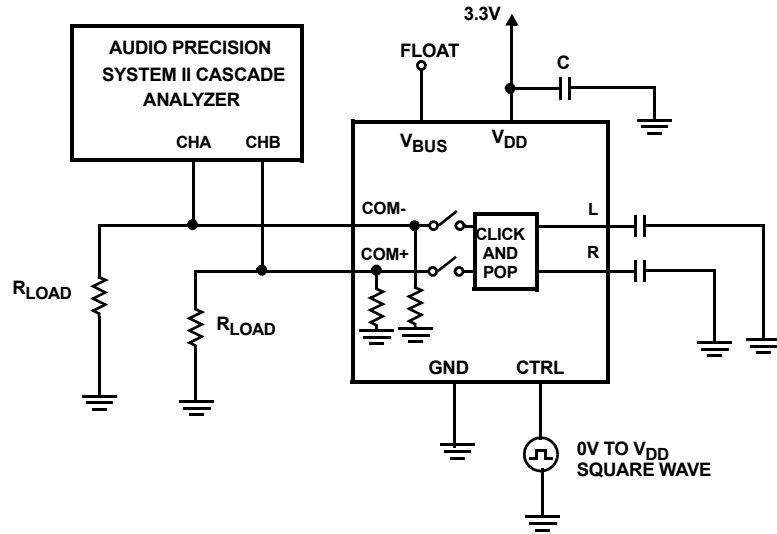 AUDIO PRECISION
SYSTEM II CASCADE
ANALYZER
CHA CHB
3.3V
FLOAT
C
VBUS
VDD
COM-
COM+
CLICK
AND
POP
L
R
RLOAD
RLOAD
GND
CTRL
0V TO VDD
SQUARE WAVE